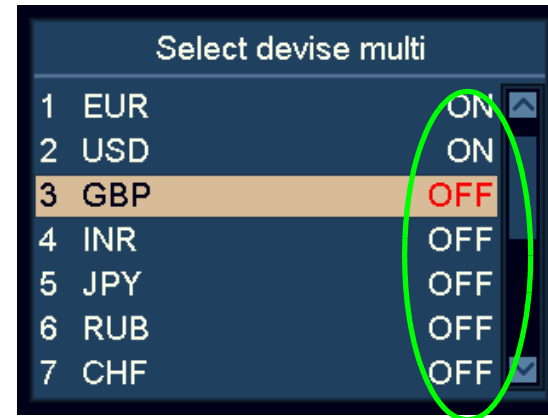 Select devise multi
1 EUR ON
2 USD ON
3 GBP OFF
4 INR OFF
5 JPY OFF
6 RUB OFF
7 CHF OFF